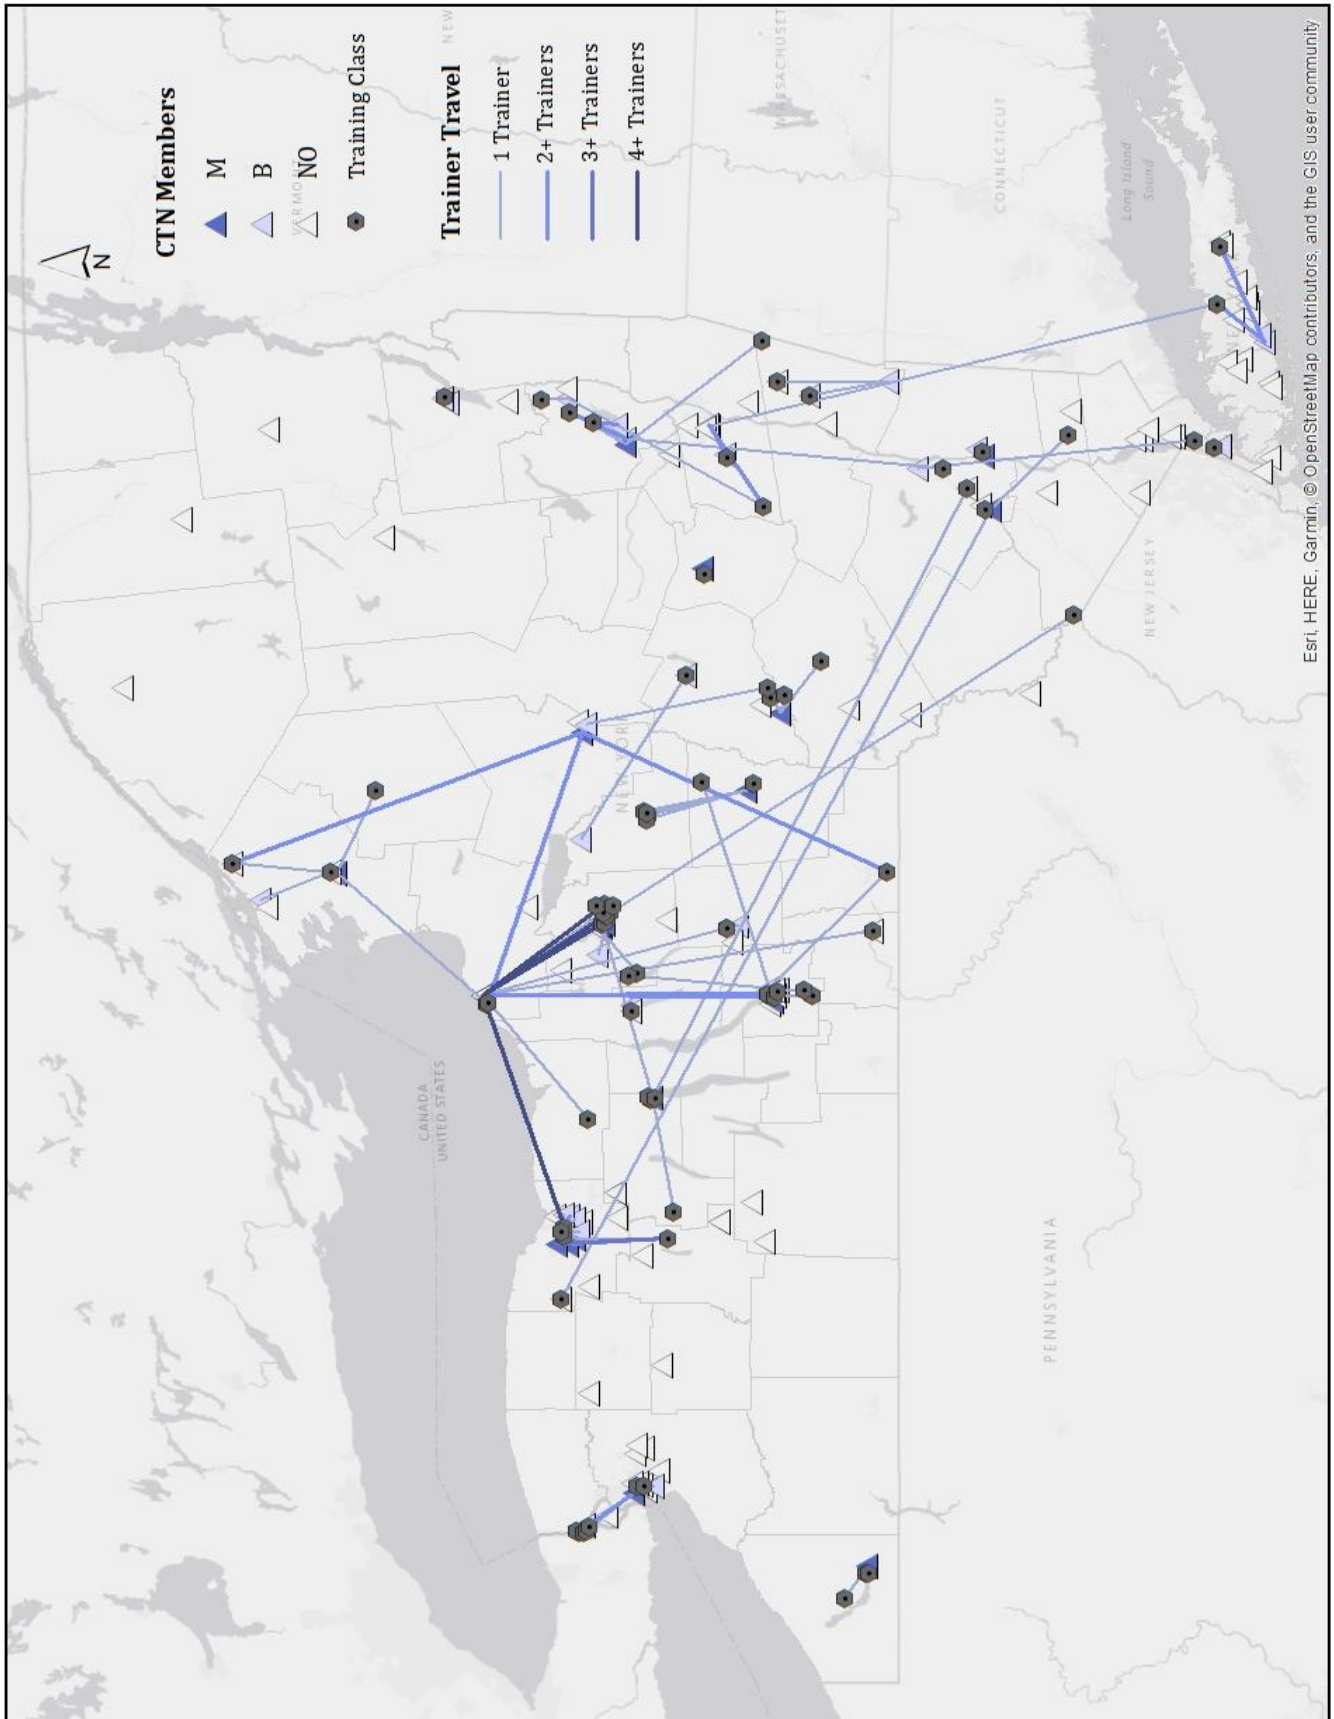 CTN Members
M
B
NO
Training Class
Trainer Travel
1 Trainer
2+ Trainers
3+ Trainers
4+ Trainers
N
CANADA
UNITED STATES
PENNSYLVANIA
NEW JERSEY
CONNECTICUT
Long Island
Sound
NEW
Esri, HERE, Garmin, © OpenStreetMap contributors, and the GIS user community